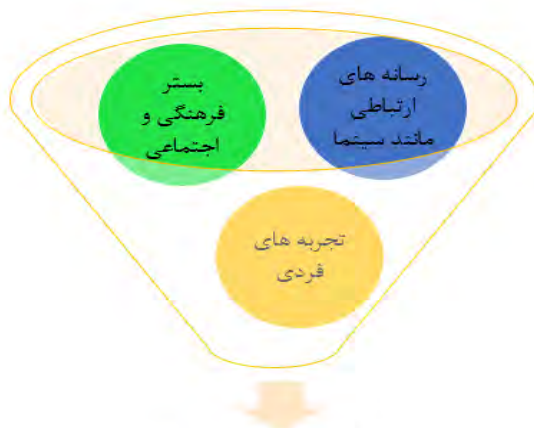 رسانه های
ارتباطی
مانند سینما
بستر
فرهنگی و
اجتماعی
تجربه های
فردی